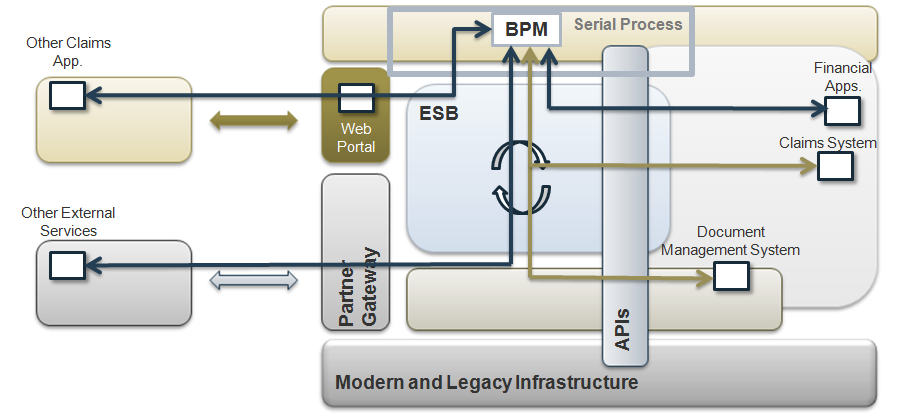 BPM
Serial Process
Other Claims
App.
Financial
Apps.
ESB
Web
Portal
Claims System
Other External
Services
Document
Management System
Partner
Gateway
APIs
Modern and Legacy Infrastructure